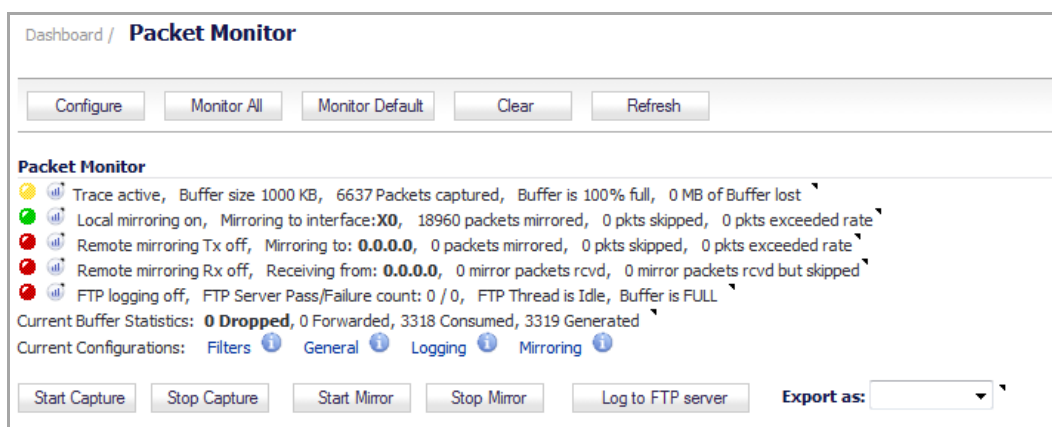 Dashboard / Packet Monitor
Configure Monitor All Monitor Default Clear Refresh
Packet Monitor
Trace active, Buffer size 1000 KB, 6637 Packets captured, Buffer is 100% full, 0 MB of Buffer lost
Local mirroring on, Mirroring to interface:X0, 18960 packets mirrored, 0 pkts skipped, 0 pkts exceeded rate
Remote mirroring Tx off, Mirroring to: 0.0.0.0, 0 packets mirrored, 0 pkts skipped, 0 pkts exceeded rate
Remote mirroring Rx off, Receiving from: 0.0.0.0, 0 mirror packets rcvd, 0 mirror packets rcvd but skipped
FTP logging off, FTP Server Pass/Failure count: 0 / 0, FTP Thread is Idle, Buffer is FULL
Current Buffer Statistics: 0 Dropped, 0 Forwarded, 3318 Consumed, 3319 Generated
Current Configurations: Filters General Logging Mirroring
Start Capture Stop Capture Start Mirror Stop Mirror Log to FTP server Export as: